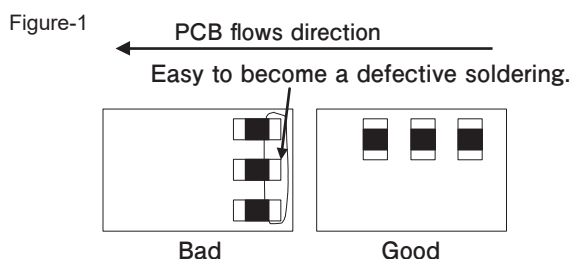 Figure-1
PCB flows direction
Easy to become a defective soldering.
Bad
Good